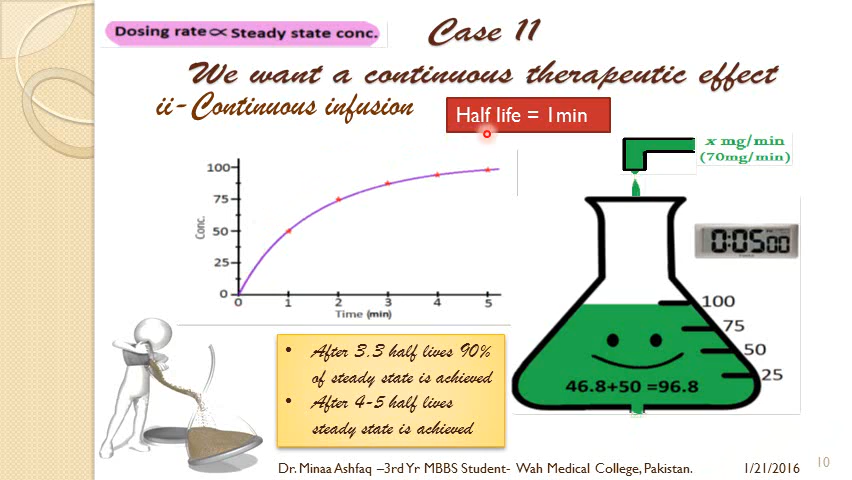 Dosing rate∝ Steady state conc.
Case 11
We want a continuous therapeutic effect
ii-Continuous infusion
Half life = 1min
x mg/min
(70mg/min)
100
75
50
25
0
Conc.
0 1 2 3 4 5
Time (min)
0:0500
100
75
50
25
46.8+50 =96.8
• After 3.3 half lives 90%
of steady state is achieved
• After 4-5 half lives
steady state is achieved
Dr. Minaa Ashfaq –3rd Yr MBBS Student- Wah Medical College, Pakistan.
1/21/2016
10